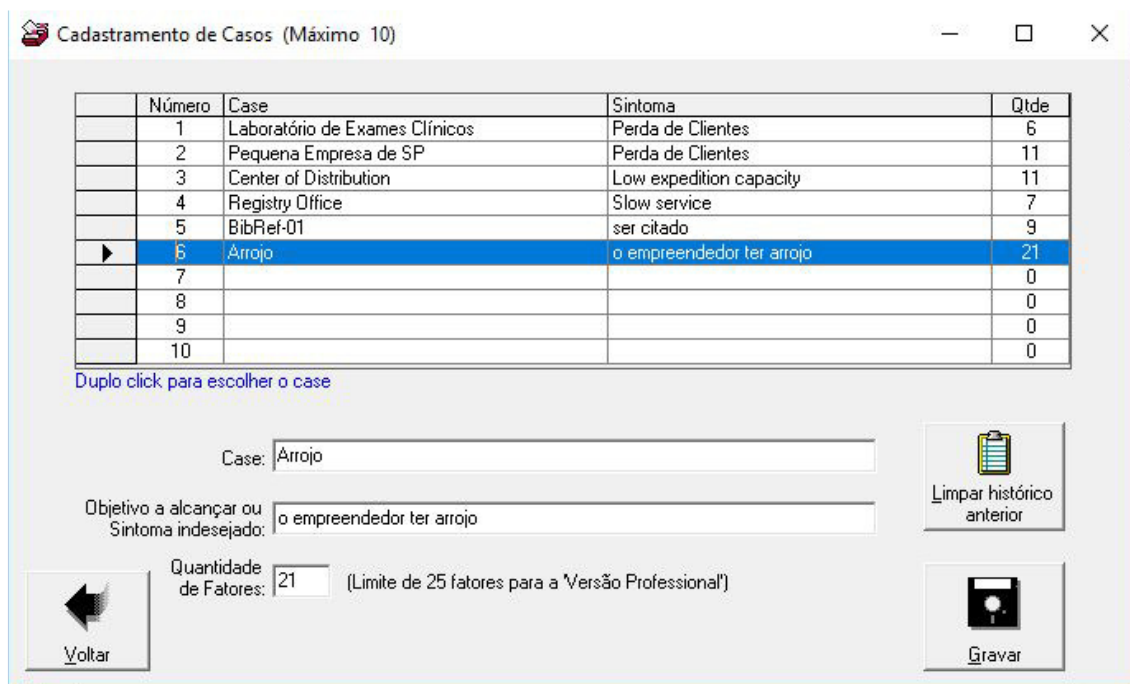 Cadastramento de Casos (Máximo 10)
Número Case Sintoma Qtde
1 Laboratório de Exames Clínicos Perda de Clientes 6
2 Pequena Empresa de SP Perda de Clientes 11
3 Center of Distribution Low expedition capacity 11
4 Registry Office Slow service 7
5 BibRef-01 ser citado 9
6 Arrojo o empreendedor ter arrojo 21
7 0
8 0
9 0
10 0
Duplo click para escolher o case
Case: Arrojo
Objetivo a alcançar ou
Sintoma indesejado: o empreendedor ter arrojo
Quantidade
de Fatores: 21 (Limite de 25 fatores para a 'Versão Professional')
Limpar histórico
anterior
Voltar
Gravar